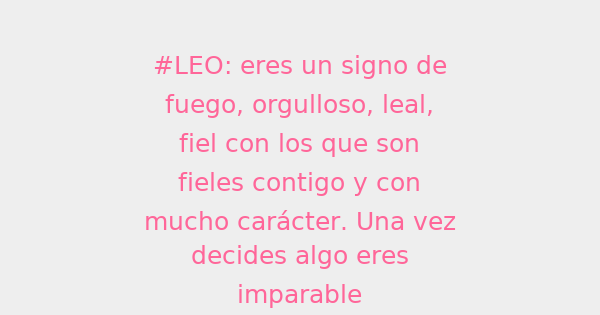 #LEO: eres un signo de
fuego, orgulloso, leal,
fiel con los que son
fieles contigo y con
mucho carácter. Una vez
decides algo eres
imparable